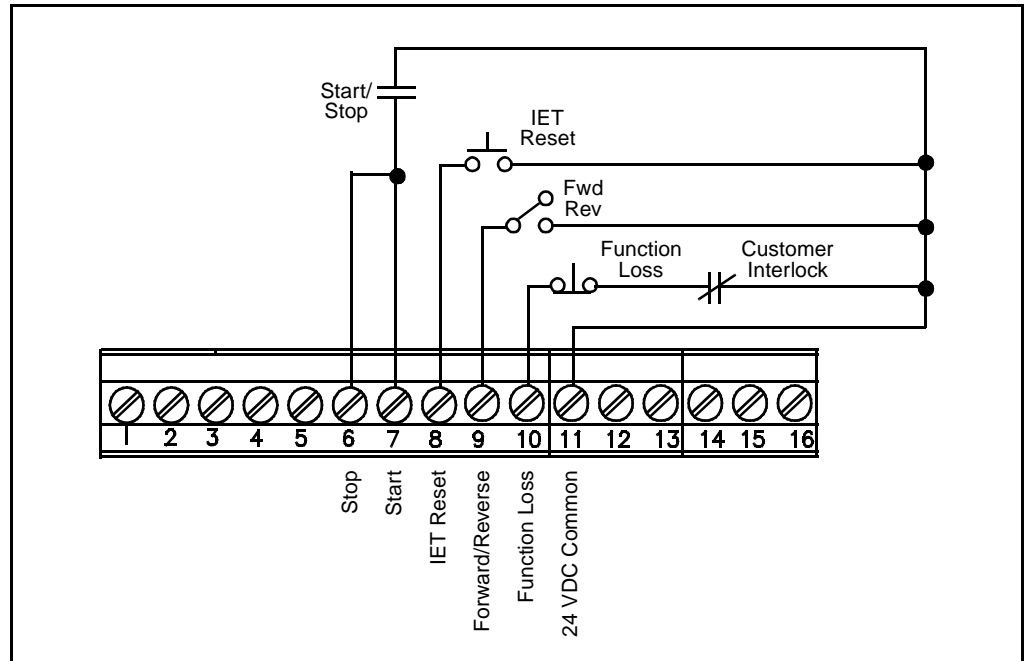 Start/
Stop
IET
Reset
Fwd
Rev
Function
Loss
Customer
Interlock
1 2 3 4 5 6 7 8 9 10 11 12 13 14 15 16
Stop
Start
IET Reset
Forward/Reverse
Function Loss
24 VDC Common